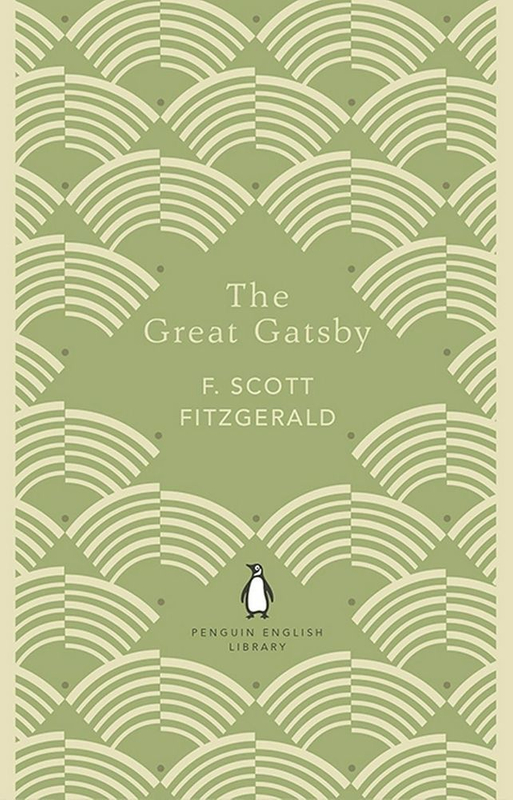 The
Great Gatsby
F. SCOTT
FITZGERALD
PENGUIN ENGLISH
LIBRARY